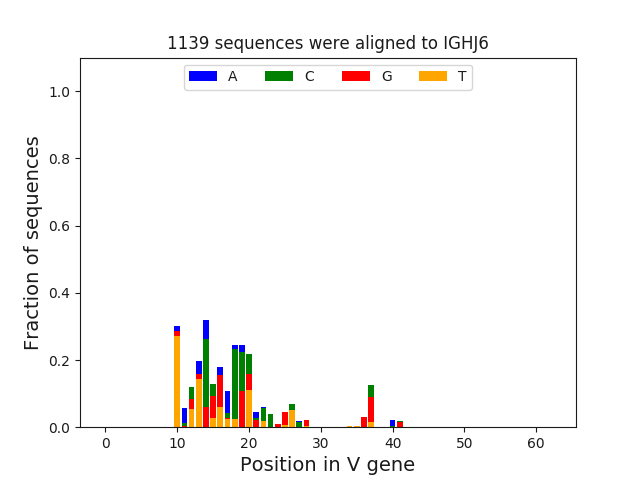 1139 sequences were aligned to IGHJ6
A C G T
Fraction of sequences
1.0
0.8
0.6
0.4
0.2
0.0
0 10 20 30 40 50 60
Position in V gene